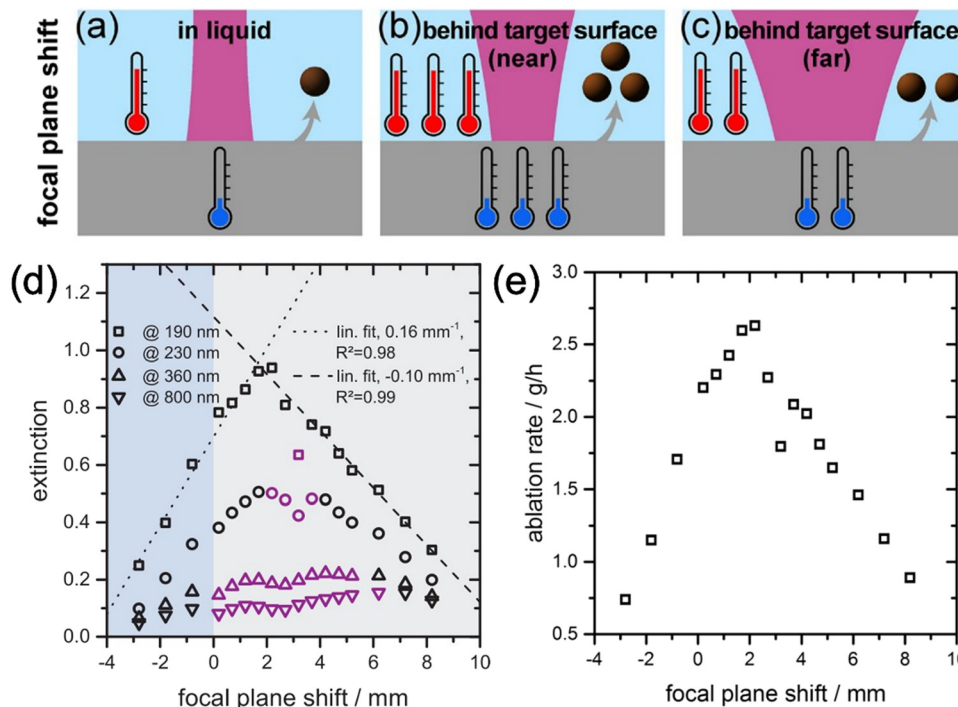 focal plane shift
(a)
in liquid
(b)
behind target surface
(near)
(c)
behind target surface
(far)
(d)
extinction
1.2
1.0
0.8
0.6
0.4
0.2
0.0
@ 190 nm
@ 230 nm
@ 360 nm
@ 800 nm
lin. fit, 0.16 mm⁻¹,
R²=0.98
lin. fit, -0.10 mm⁻¹,
R²=0.99
-4 -2 0 2 4 6 8 10
focal plane shift / mm
(e)
ablation rate / g/h
3.0
2.5
2.0
1.5
1.0
0.5
-4 -2 0 2 4 6 8 10
focal plane shift / mm